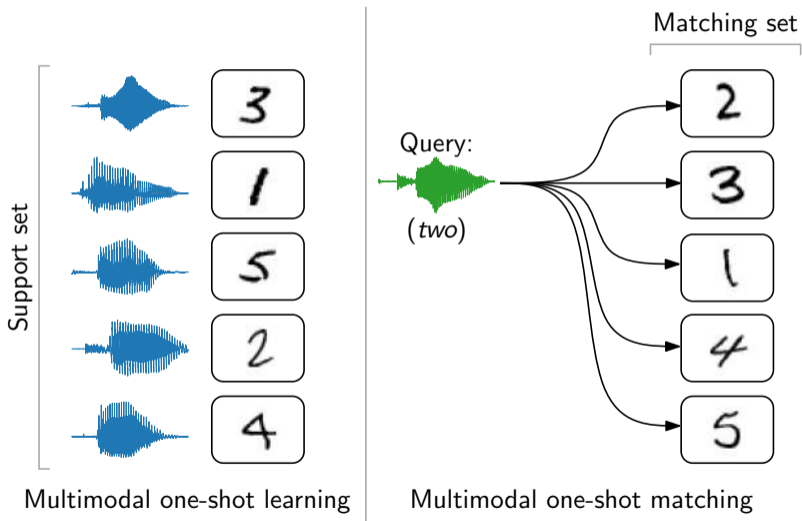 Support set
3
1
5
2
4
Multimodal one-shot learning
Query:
(two)
Matching set
2
3
1
4
5
Multimodal one-shot matching